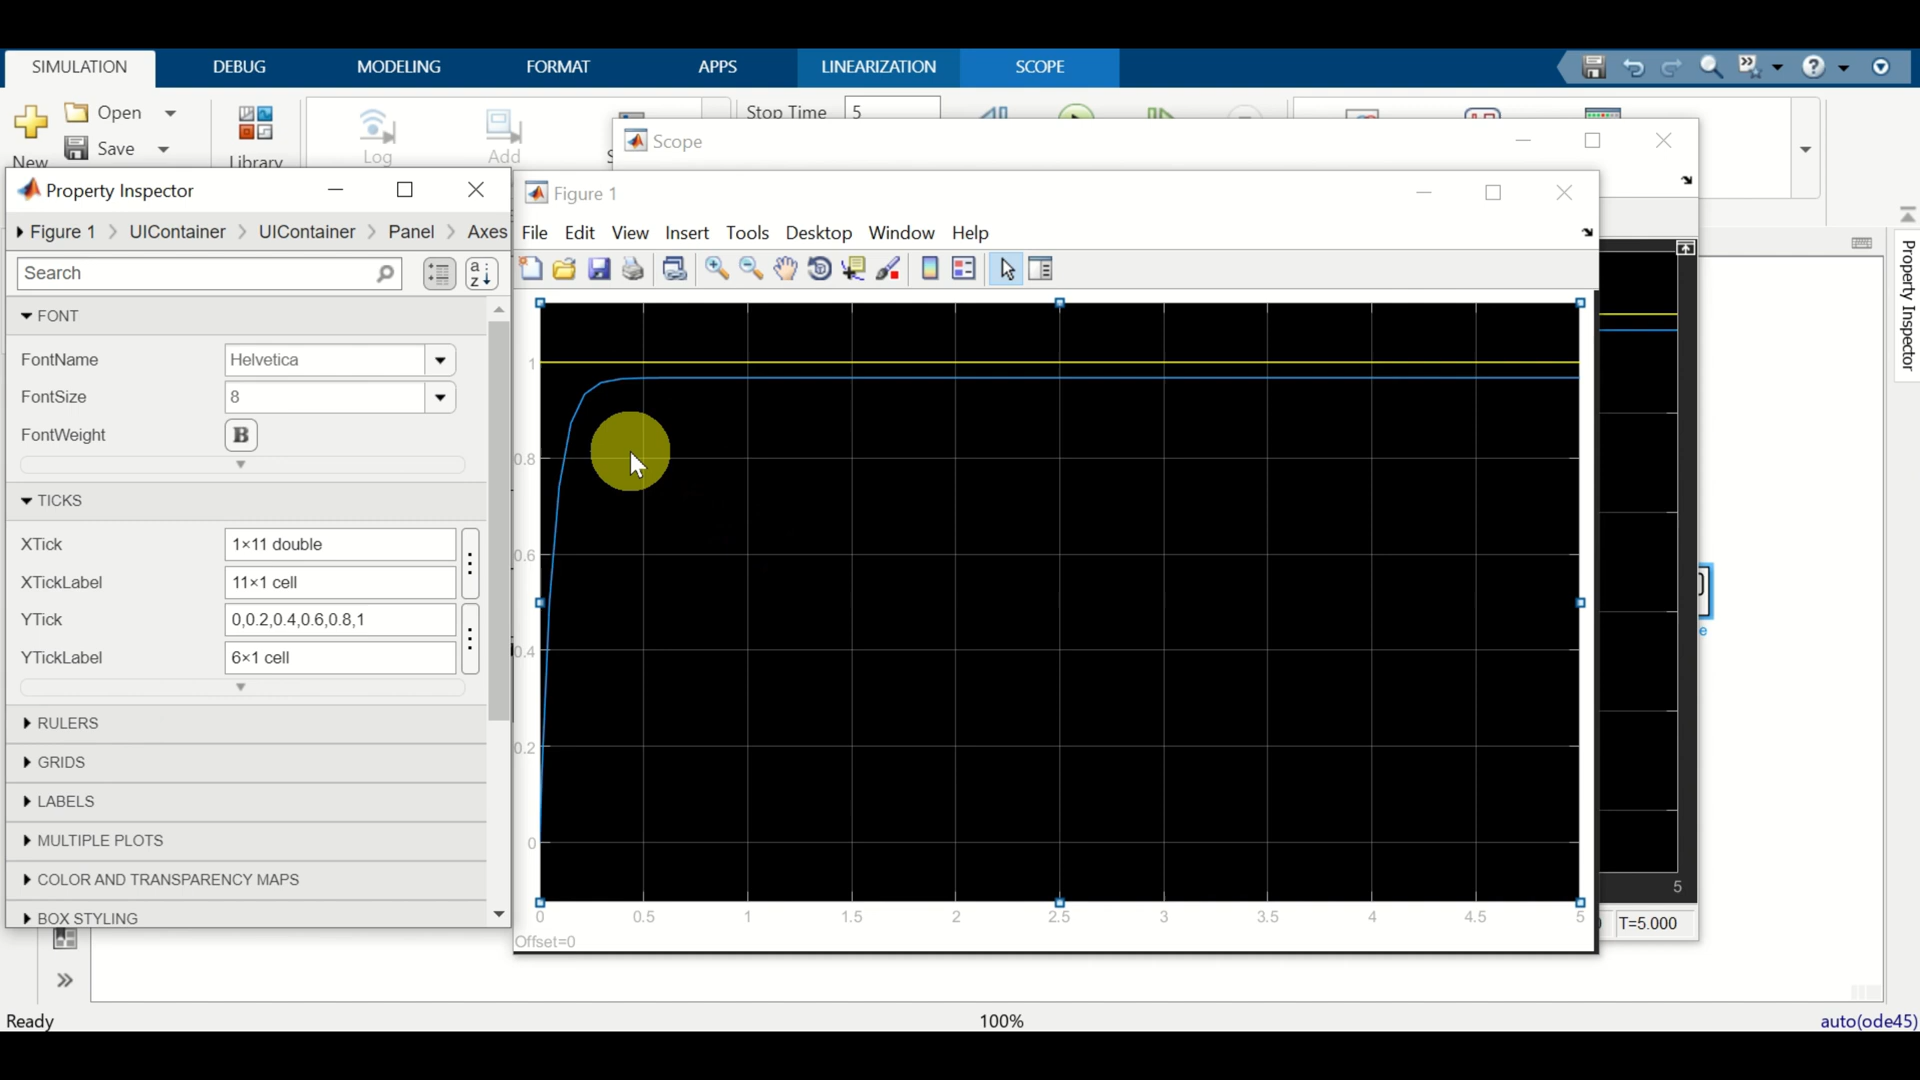 SIMULATION DEBUG MODELING FORMAT APPS LINEARIZATION SCOPE
Open
Save
New
Library
Log
Add
Stop Time 5
Scope
Property Inspector
Figure 1 UIContainer UIContainer Panel Axes
Search
FONT
FontName Helvetica
FontSize 8
FontWeight B
TICKS
XTick 1×11 double
XTickLabel 11×1 cell
YTick 0,0.2,0.4,0.6,0.8,1
YTickLabel 6×1 cell
RULERS
GRIDS
LABELS
MULTIPLE PLOTS
COLOR AND TRANSPARENCY MAPS
BOX STYLING
Figure 1
File Edit View Insert Tools Desktop Window Help
1
0.8
0.6
0.4
0.2
0
0 0.5 1 1.5 2 2.5 3 3.5 4 4.5 5
Offset=0
5
T=5.000
Property Inspector
Ready 100% auto(ode45)